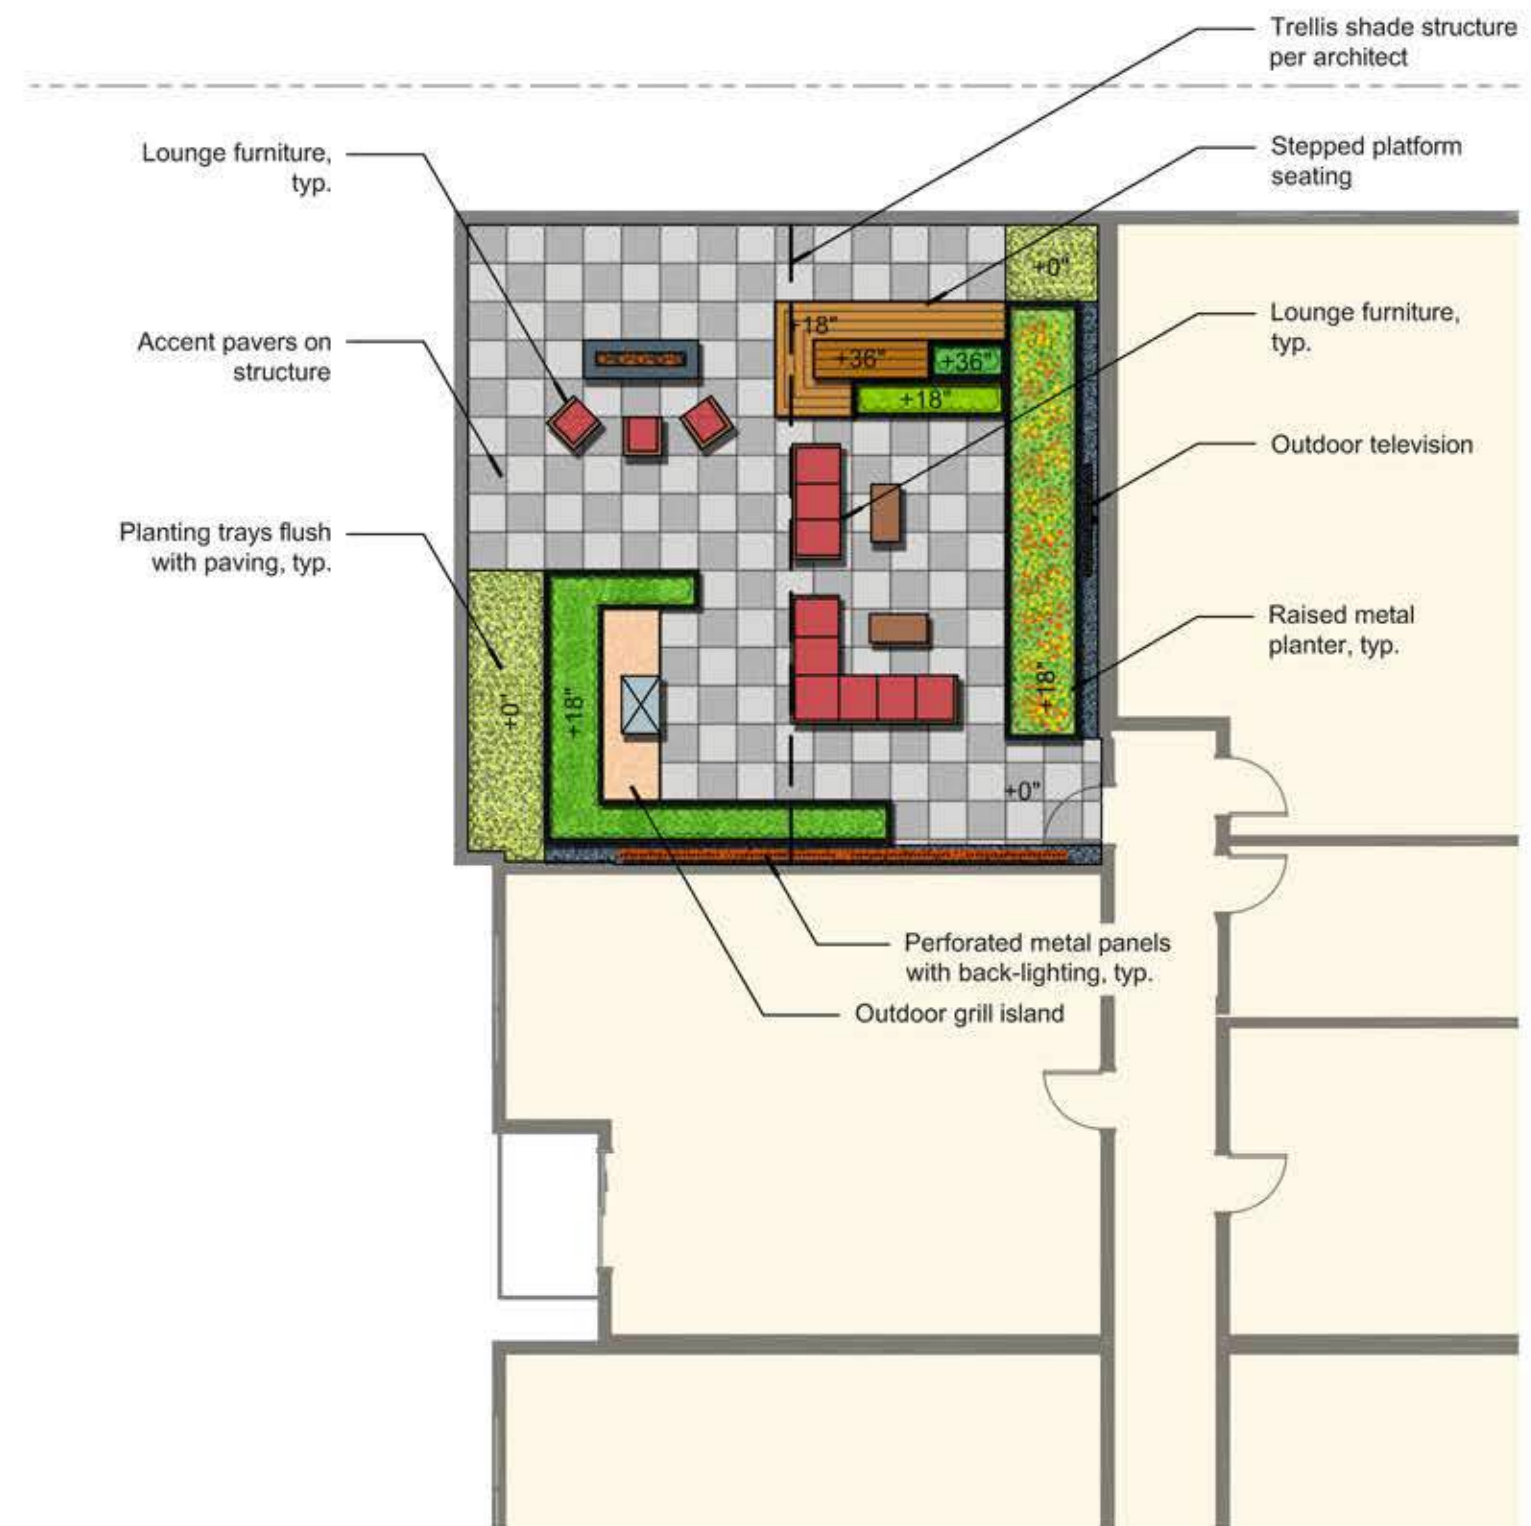 Trellis shade structure
per architect
Lounge furniture,
typ.
Stepped platform
seating
+0"
Lounge furniture,
typ.
+18"
Accent pavers on
structure
+36"
+36"
+18"
Outdoor television
Planting trays flush
with paving, typ.
Raised metal
planter, typ.
+0"
+18"
+18"
+0"
Perforated metal panels
with back-lighting, typ.
Outdoor grill island